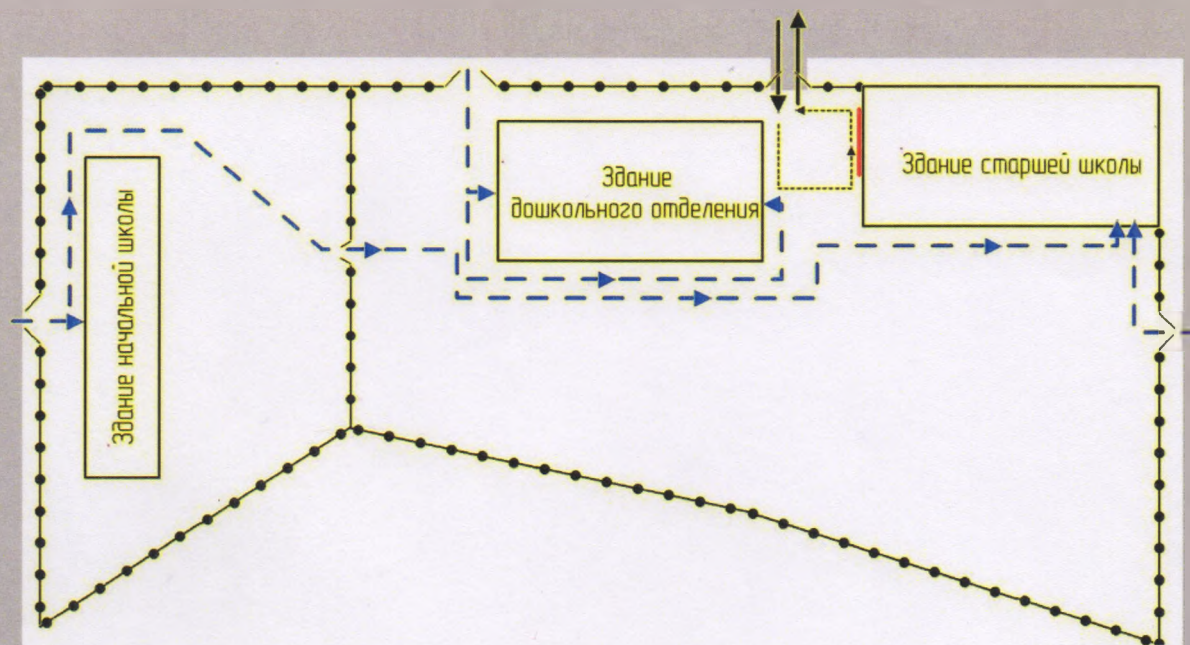 Здание начальной школы
Здание
дошкольного отделения
Здание старшей школы